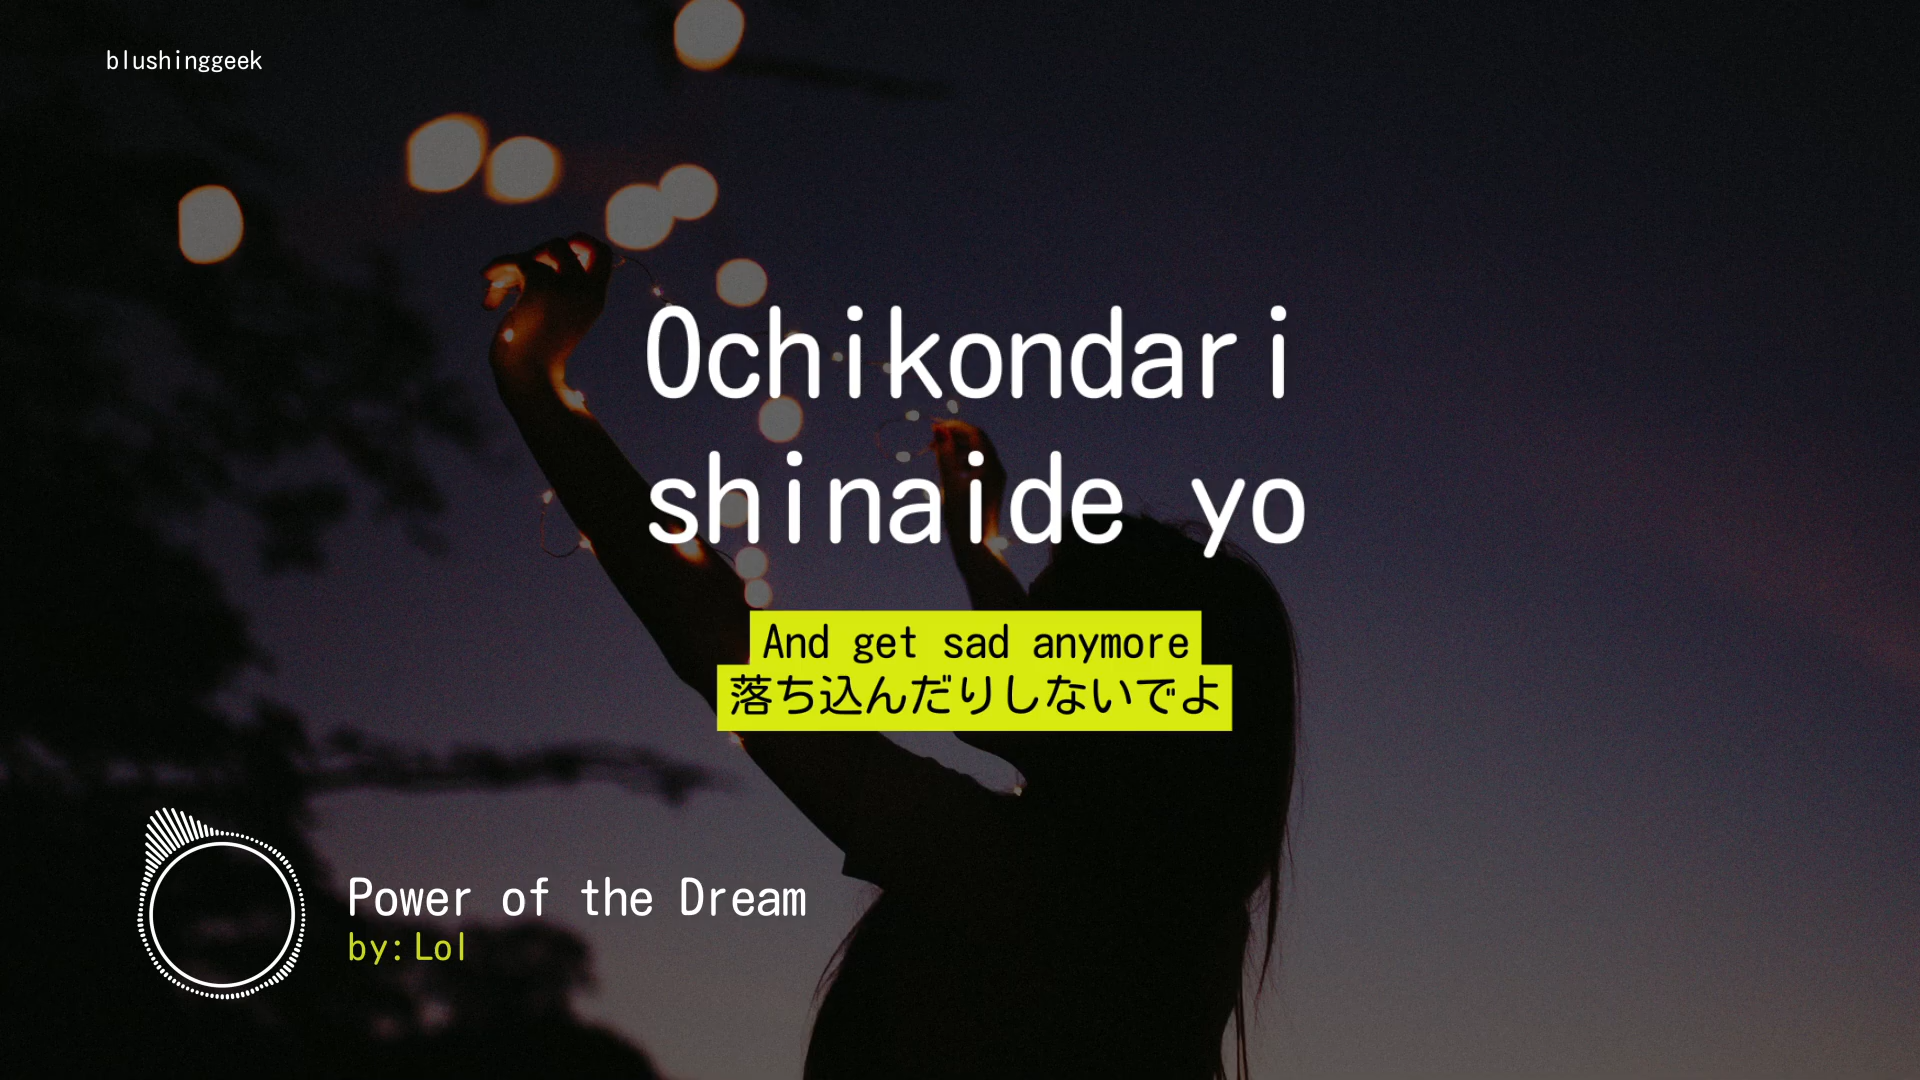 blushinggeek
Ochikondari
shinaide yo
And get sad anymore
落ち込んだりしないでよ
Power of the Dream
by: Lol